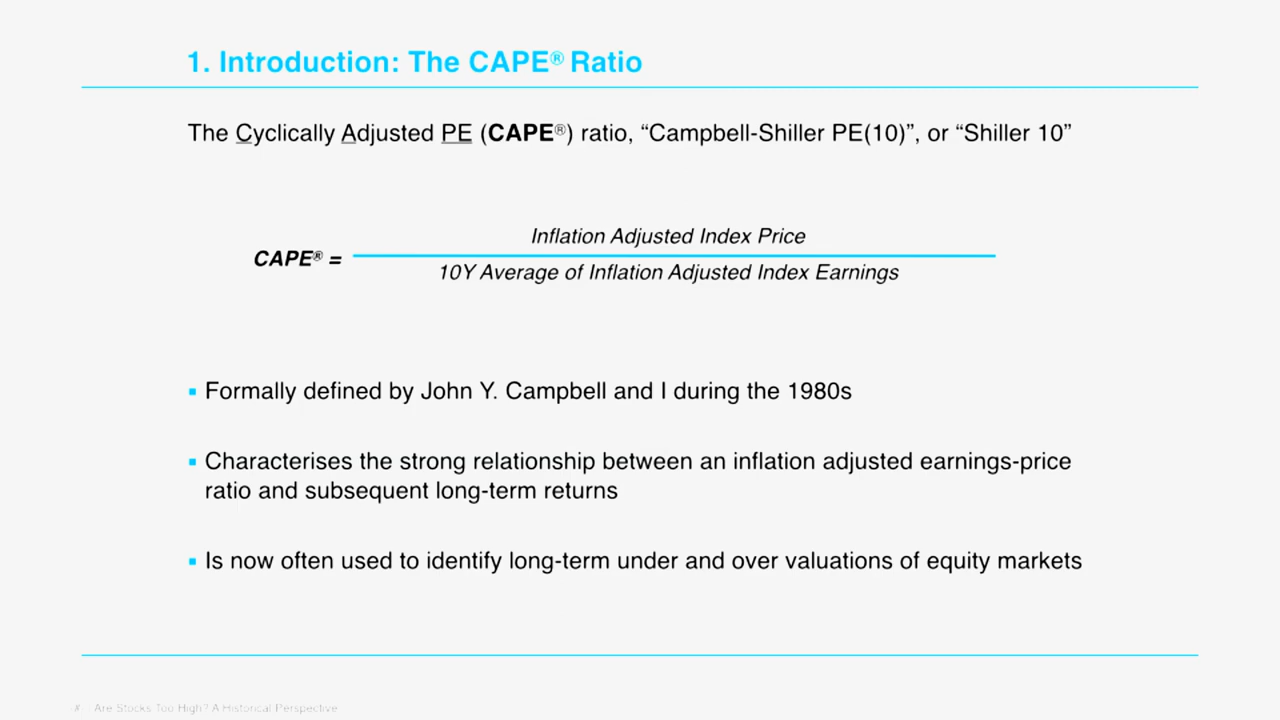 1. Introduction: The CAPE® Ratio
The Cyclically Adjusted PE (CAPE®) ratio, “Campbell-Shiller PE(10)”, or “Shiller 10”
Inflation Adjusted Index Price
CAPE® =
10Y Average of Inflation Adjusted Index Earnings
▪ Formally defined by John Y. Campbell and I during the 1980s
▪ Characterises the strong relationship between an inflation adjusted earnings-price
ratio and subsequent long-term returns
▪ Is now often used to identify long-term under and over valuations of equity markets
Are Stocks Too High? A Historical Perspective